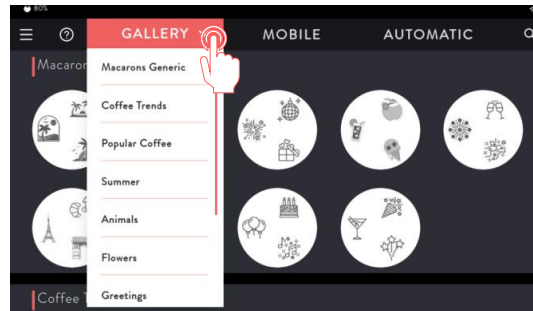 80%
GALLERY MOBILE AUTOMATIC
Macaron
Macarons Generic
Coffee Trends
Popular Coffee
Summer
Animals
Flowers
Greetings
Coffee T